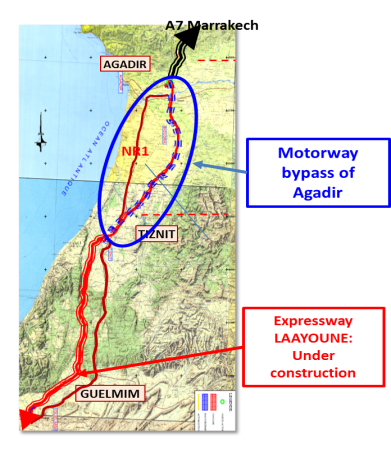 A7 Marrakech
AGADIR
OCEAN ATLANTIQUE
NR1
Motorway
bypass of
Agadir
TIZNIT
Expressway
LAAYOUNE:
Under
construction
GUELMIM